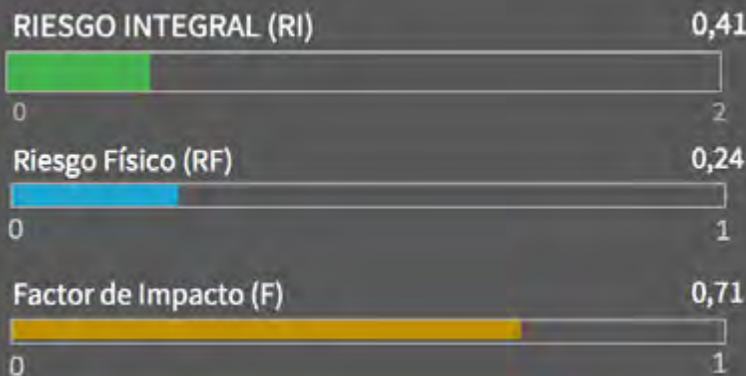 RIESGO INTEGRAL (RI) 0,41
0 2
Riesgo Físico (RF) 0,24
0 1
Factor de Impacto (F) 0,71
0 1